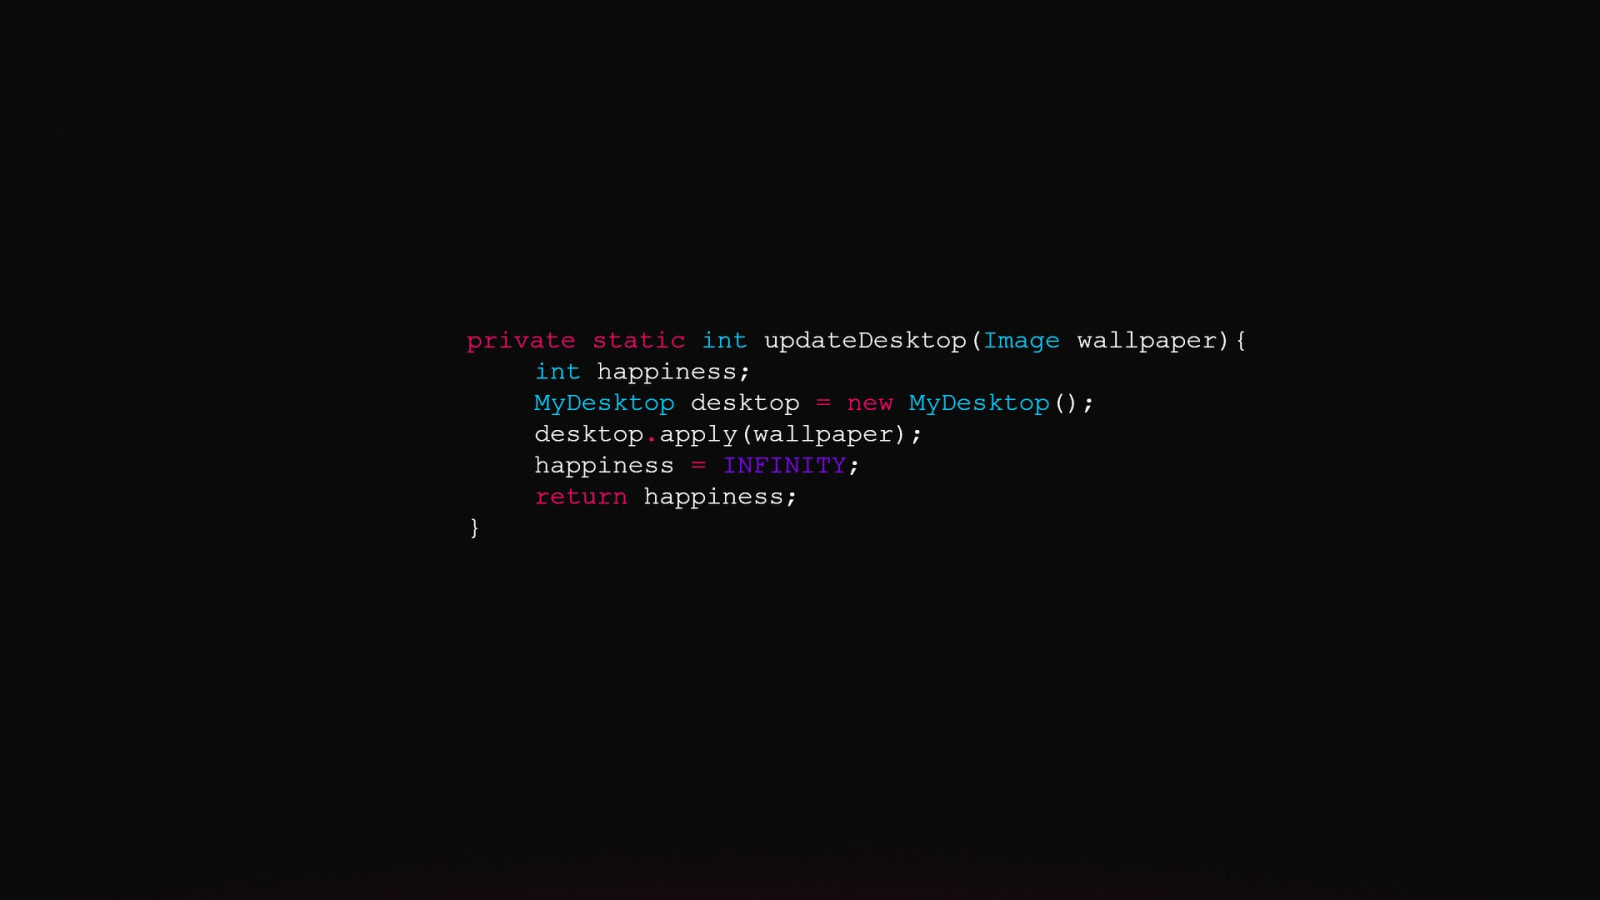 private static int updateDesktop(Image wallpaper){
int happiness;
MyDesktop desktop = new MyDesktop();
desktop.apply(wallpaper);
happiness = INFINITY;
return happiness;
}